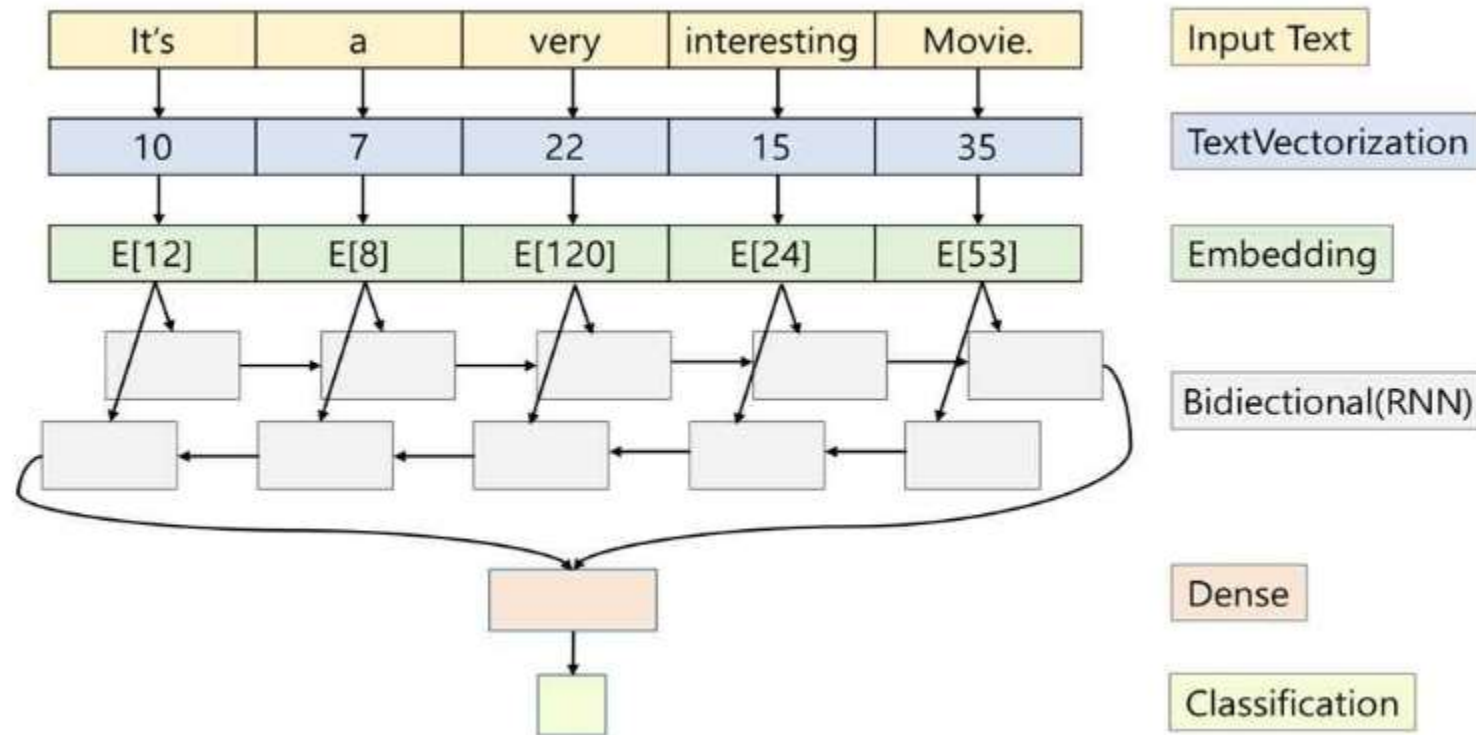 It's a very interesting Movie. Input Text
10 7 22 15 35 TextVectorization
E[12] E[8] E[120] E[24] E[53] Embedding
Bidiectional(RNN)
Dense
Classification